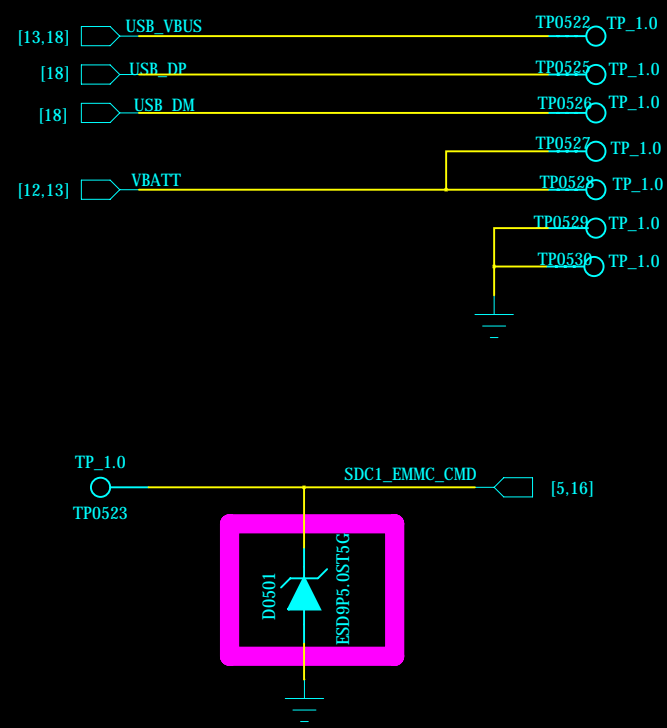 [13,18] USB_VBUS TP0522 TP_1.0
[18] USB_DP TP0525 TP_1.0
[18] USB_DM TP0526 TP_1.0
TP0527 TP_1.0
[12,13] VBATT TP0528 TP_1.0
TP0529 TP_1.0
TP0530 TP_1.0
TP_1.0
SDC1_EMMC_CMD
[5,16]
TP0523
D0501
ESD9P5.0ST5G